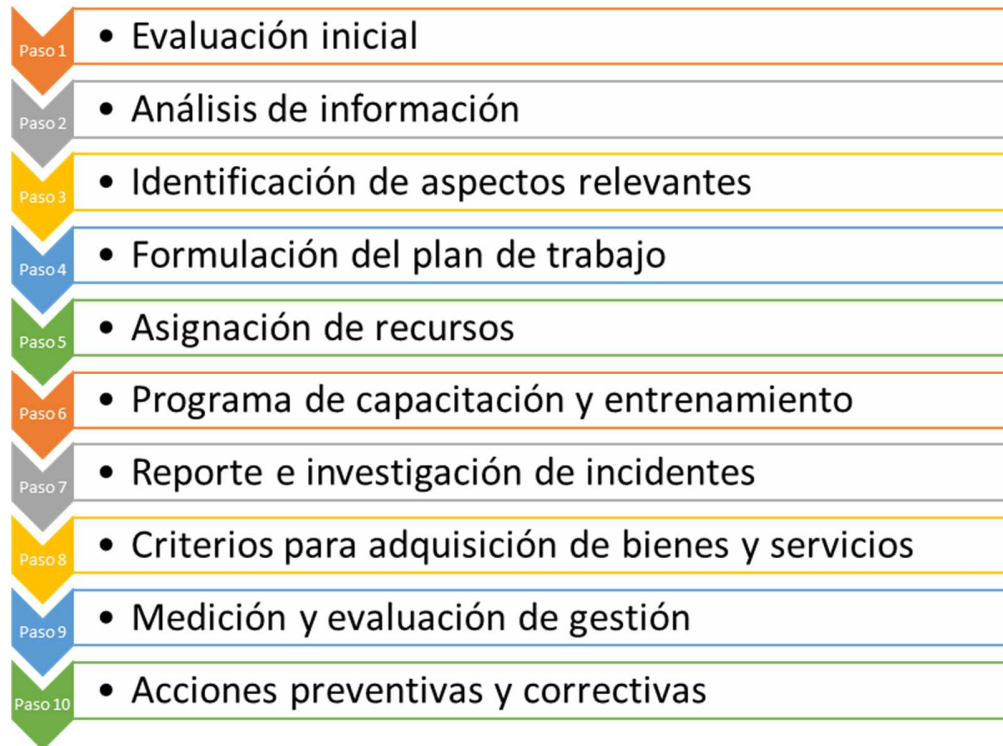 Paso 1 • Evaluación inicial
Paso 2 • Análisis de información
Paso 3 • Identificación de aspectos relevantes
Paso 4 • Formulación del plan de trabajo
Paso 5 • Asignación de recursos
Paso 6 • Programa de capacitación y entrenamiento
Paso 7 • Reporte e investigación de incidentes
Paso 8 • Criterios para adquisición de bienes y servicios
Paso 9 • Medición y evaluación de gestión
Paso 10 • Acciones preventivas y correctivas